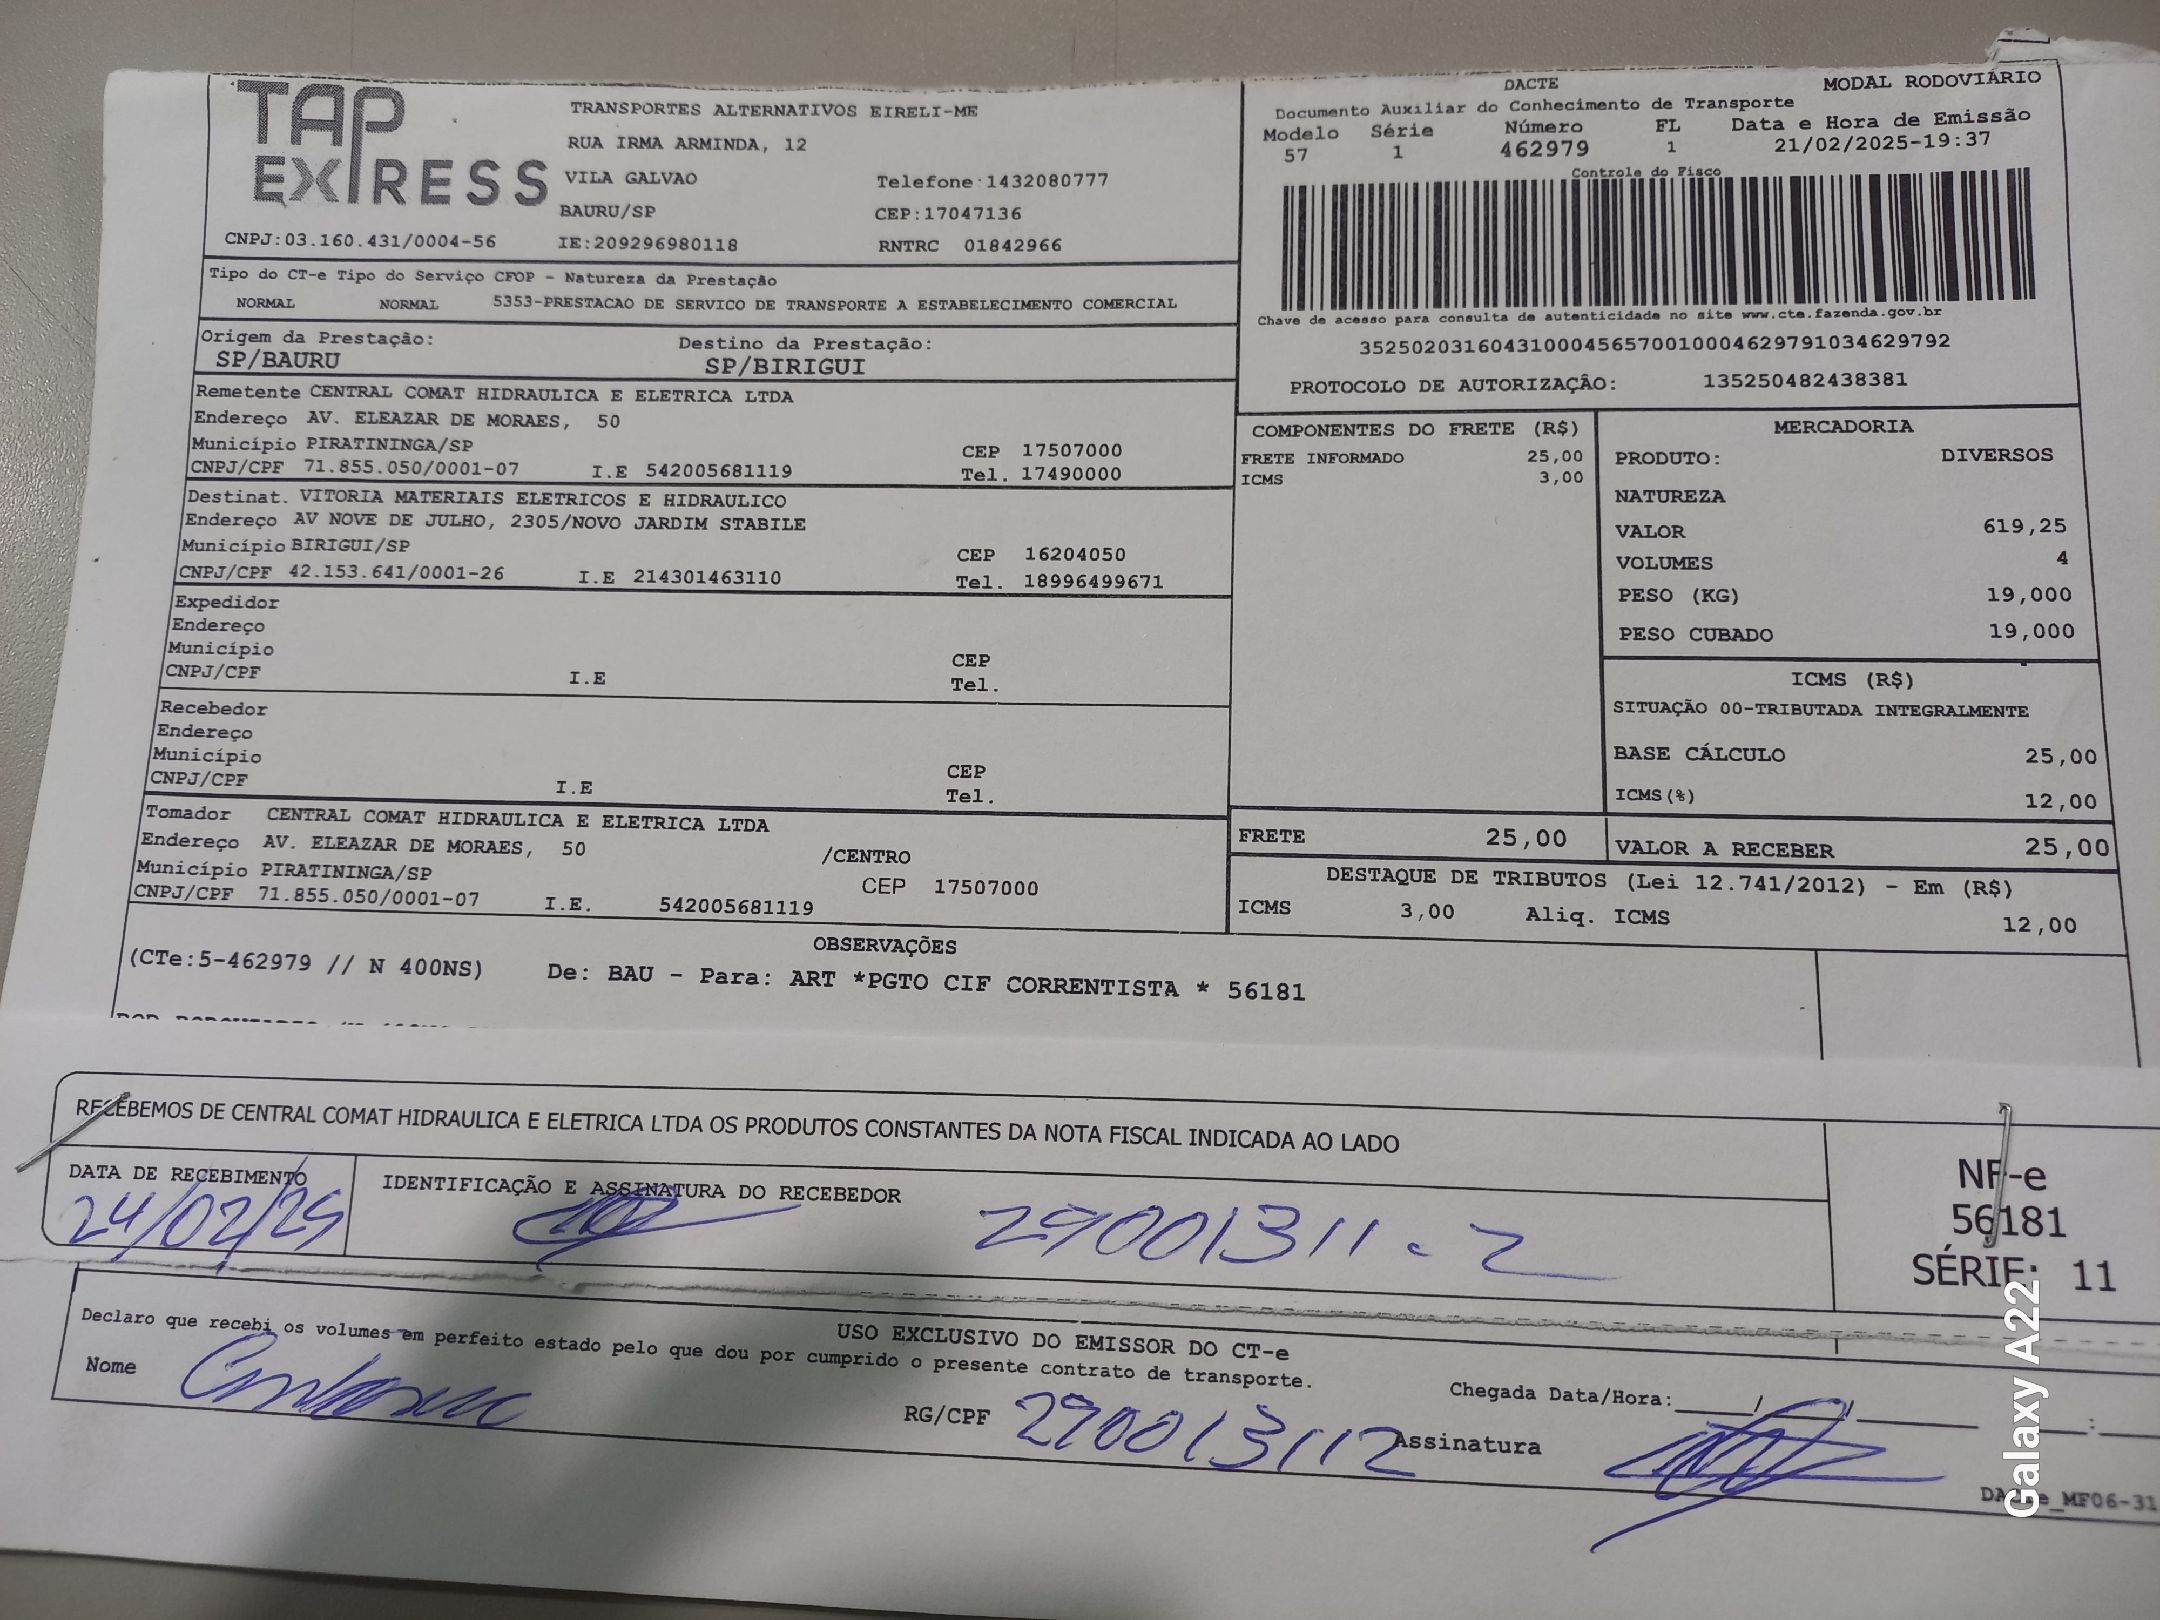 TAP EXPRESS
TRANSPORTES ALTERNATIVOS EIRELI-ME
RUA IRMA ARMINDA, 12
VILA GALVAO Telefone:1432080777
BAURU/SP CEP:17047136
CNPJ:03.160.431/0004-56 IE:209296980118 RNTRC 01842966
DACTE MODAL RODOVIÁRIO
Documento Auxiliar do Conhecimento de Transporte
Modelo Série Número FL Data e Hora de Emissão
57 1 462979 1 21/02/2025-19:37
Controle do Fisco
Chave de acesso para consulta de autenticidade no site www.cte.fazenda.gov.br
35250203160431000456570010004629791034629792
PROTOCOLO DE AUTORIZAÇÃO: 135250482438381
Tipo do CT-e Tipo do Serviço CFOP - Natureza da Prestação
NORMAL NORMAL 5353-PRESTACAO DE SERVICO DE TRANSPORTE A ESTABELECIMENTO COMERCIAL
Origem da Prestação: Destino da Prestação:
SP/BAURU SP/BIRIGUI
Remetente CENTRAL COMAT HIDRAULICA E ELETRICA LTDA
Endereço AV. ELEAZAR DE MORAES, 50
Município PIRATININGA/SP CEP 17507000
CNPJ/CPF 71.855.050/0001-07 I.E 542005681119 Tel. 17490000
Destinat. VITORIA MATERIAIS ELETRICOS E HIDRAULICO
Endereço AV NOVE DE JULHO, 2305/NOVO JARDIM STABILE
Município BIRIGUI/SP CEP 16204050
CNPJ/CPF 42.153.641/0001-26 I.E 214301463110 Tel. 18996499671
Expedidor
Endereço
Município CEP
CNPJ/CPF I.E Tel.
Recebedor
Endereço
Município CEP
CNPJ/CPF I.E Tel.
Tomador CENTRAL COMAT HIDRAULICA E ELETRICA LTDA
Endereço AV. ELEAZAR DE MORAES, 50 /CENTRO
Município PIRATININGA/SP CEP 17507000
CNPJ/CPF 71.855.050/0001-07 I.E. 542005681119
COMPONENTES DO FRETE (R$)
FRETE INFORMADO 25,00
ICMS 3,00
MERCADORIA
PRODUTO: DIVERSOS
NATUREZA
VALOR 619,25
VOLUMES 4
PESO (KG) 19,000
PESO CUBADO 19,000
ICMS (R$)
SITUAÇÃO 00-TRIBUTADA INTEGRALMENTE
BASE CÁLCULO 25,00
ICMS(%) 12,00
FRETE 25,00 VALOR A RECEBER 25,00
DESTAQUE DE TRIBUTOS (Lei 12.741/2012) - Em (R$)
ICMS 3,00 Aliq. ICMS 12,00
OBSERVAÇÕES
(CTe:5-462979 // N 400NS) De: BAU - Para: ART *PGTO CIF CORRENTISTA * 56181
RECEBEMOS DE CENTRAL COMAT HIDRAULICA E ELETRICA LTDA OS PRODUTOS CONSTANTES DA NOTA FISCAL INDICADA AO LADO
DATA DE RECEBIMENTO IDENTIFICAÇÃO E ASSINATURA DO RECEBEDOR
24/02/25 29001311-2
NF-e
56181
SÉRIE: 11
USO EXCLUSIVO DO EMISSOR DO CT-e
Declaro que recebi os volumes em perfeito estado pelo que dou por cumprido o presente contrato de transporte.
Nome RG/CPF 290013112 Chegada Data/Hora:____/____/____ ____:____
Assinatura
Galaxy A22